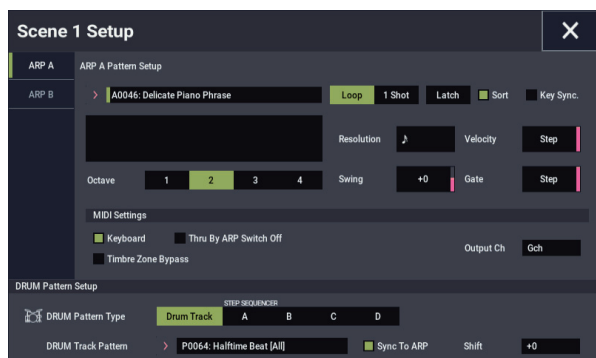 Scene 1 Setup
ARP A
ARP A Pattern Setup
ARP B
A0046: Delicate Piano Phrase
Loop
1 Shot
Latch
Sort
Key Sync.
Resolution
Velocity
Step
Octave
1
2
3
4
Swing
+0
Gate
Step
MIDI Settings
Keyboard
Thru By ARP Switch Off
Timbre Zone Bypass
Output Ch
Gch
DRUM Pattern Setup
STEP SEQUENCER
DRUM Pattern Type
Drum Track
A
B
C
D
DRUM Track Pattern
P0064: Halftime Beat [All]
Sync To ARP
Shift
+0